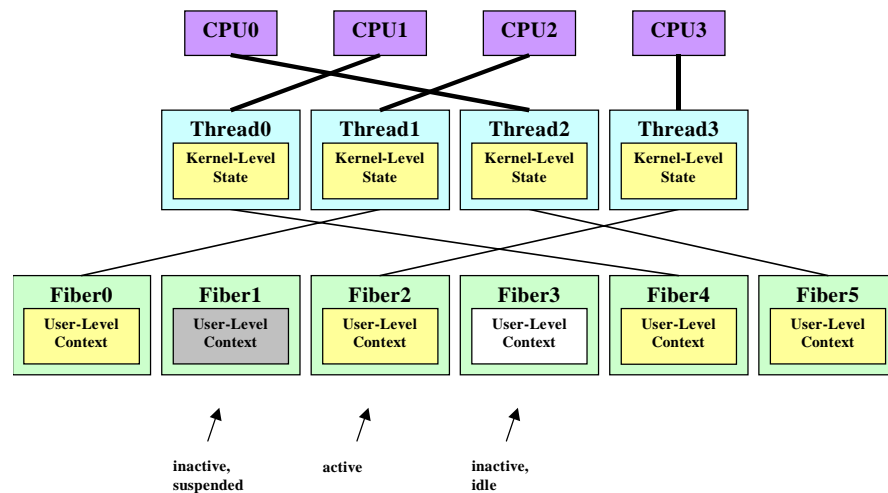 CPU0 CPU1 CPU2 CPU3
Thread0 Thread1 Thread2 Thread3
Kernel-Level Kernel-Level Kernel-Level Kernel-Level
State State State State
Fiber0 Fiber1 Fiber2 Fiber3 Fiber4 Fiber5
User-Level User-Level User-Level User-Level User-Level User-Level
Context Context Context Context Context Context
inactive, active inactive,
suspended idle